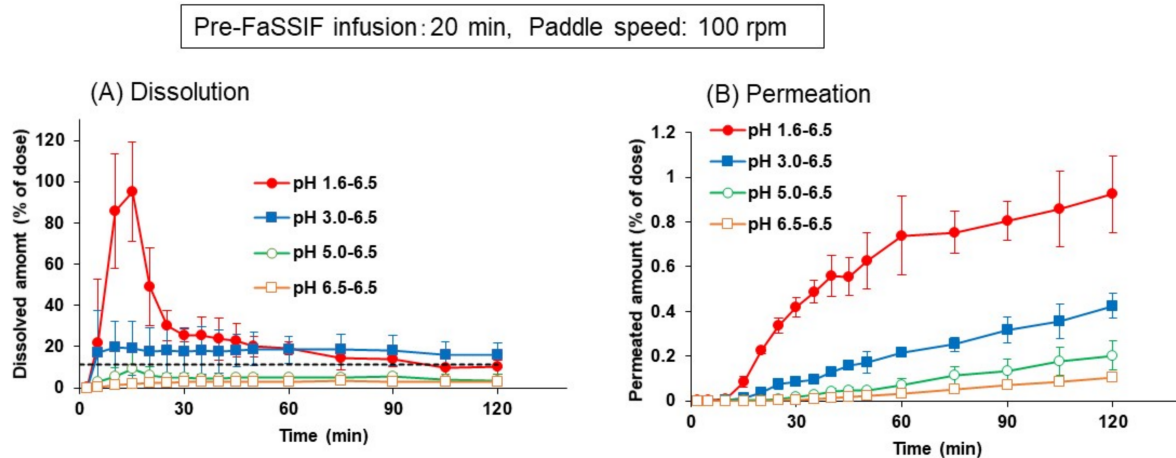 Pre-FaSSIF infusion: 20 min, Paddle speed: 100 rpm
(A) Dissolution
Dissolved amomt (% of dose)
120
100
80
60
40
20
0
pH 1.6-6.5
pH 3.0-6.5
pH 5.0-6.5
pH 6.5-6.5
0 30 60 90 120
Time (min)
(B) Permeation
Permeated amount (% of dose)
1.2
1
0.8
0.6
0.4
0.2
0
pH 1.6-6.5
pH 3.0-6.5
pH 5.0-6.5
pH 6.5-6.5
0 30 60 90 120
Time (min)